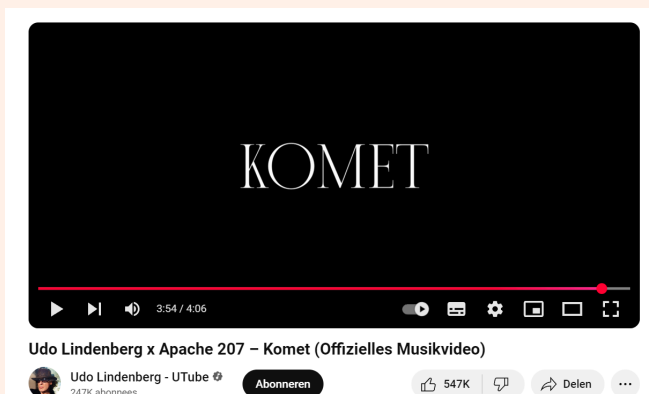 KOMET
3:54 / 4:06
Udo Lindenberg x Apache 207 – Komet (Offizielles Musikvideo)
Udo Lindenberg - UTube
247K abonnees
Abonneren
547K
Delen